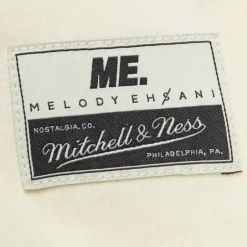 ME.
MELODY EHSANI
NOSTALGIA.CO.
Mitchell & Ness
PHILADELPHIA, PA.